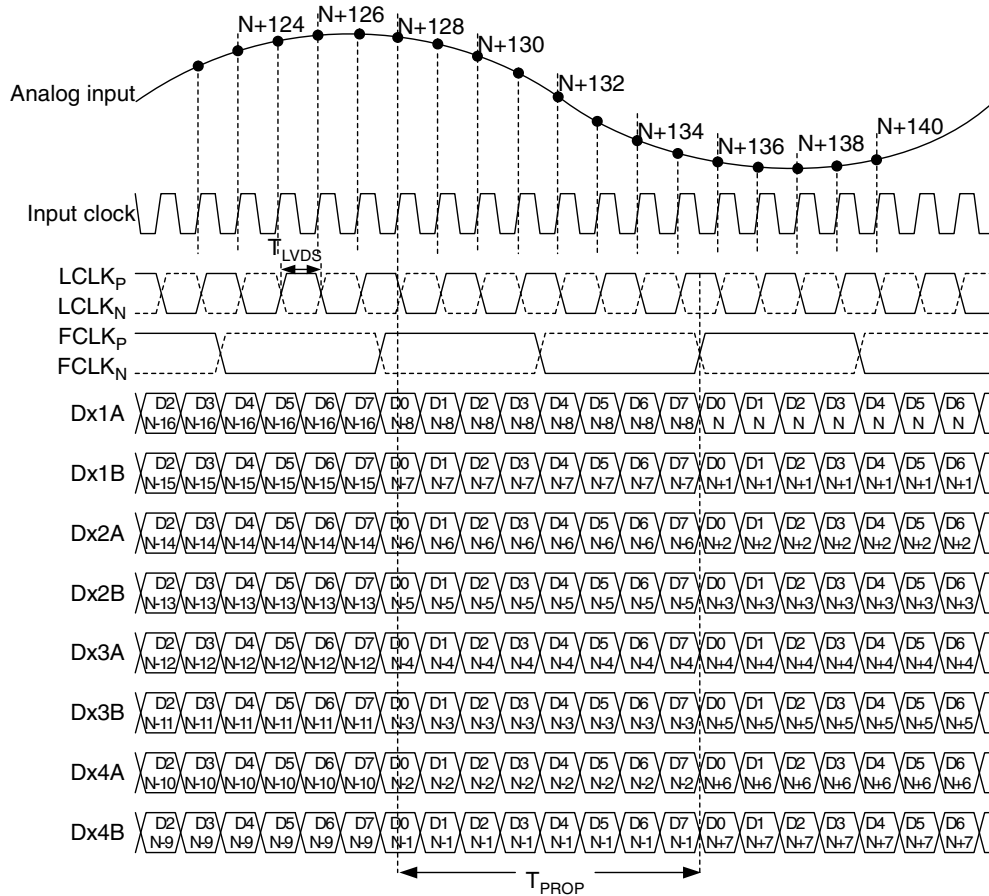 N+124
N+126
N+128
N+130
N+132
N+134
N+136
N+138
N+140
Analog input
Input clock
TLVDS
LCLKP
LCLKN
FCLKP
FCLKN
Dx1A
D2 D3 D4 D5 D6 D7 D0 D1 D2 D3 D4 D5 D6 D7 D0 D1 D2 D3 D4 D5 D6
N-16 N-16 N-16 N-16 N-16 N-16 N-8 N-8 N-8 N-8 N-8 N-8 N-8 N-8 N N N N N N N
Dx1B
D2 D3 D4 D5 D6 D7 D0 D1 D2 D3 D4 D5 D6 D7 D0 D1 D2 D3 D4 D5 D6
N-15 N-15 N-15 N-15 N-15 N-15 N-7 N-7 N-7 N-7 N-7 N-7 N-7 N-7 N+1 N+1 N+1 N+1 N+1 N+1 N+1
Dx2A
D2 D3 D4 D5 D6 D7 D0 D1 D2 D3 D4 D5 D6 D7 D0 D1 D2 D3 D4 D5 D6
N-14 N-14 N-14 N-14 N-14 N-14 N-6 N-6 N-6 N-6 N-6 N-6 N-6 N-6 N+2 N+2 N+2 N+2 N+2 N+2 N+2
Dx2B
D2 D3 D4 D5 D6 D7 D0 D1 D2 D3 D4 D5 D6 D7 D0 D1 D2 D3 D4 D5 D6
N-13 N-13 N-13 N-13 N-13 N-13 N-5 N-5 N-5 N-5 N-5 N-5 N-5 N-5 N+3 N+3 N+3 N+3 N+3 N+3 N+3
Dx3A
D2 D3 D4 D5 D6 D7 D0 D1 D2 D3 D4 D5 D6 D7 D0 D1 D2 D3 D4 D5 D6
N-12 N-12 N-12 N-12 N-12 N-12 N-4 N-4 N-4 N-4 N-4 N-4 N-4 N-4 N+4 N+4 N+4 N+4 N+4 N+4 N+4
Dx3B
D2 D3 D4 D5 D6 D7 D0 D1 D2 D3 D4 D5 D6 D7 D0 D1 D2 D3 D4 D5 D6
N-11 N-11 N-11 N-11 N-11 N-11 N-3 N-3 N-3 N-3 N-3 N-3 N-3 N-3 N+5 N+5 N+5 N+5 N+5 N+5 N+5
Dx4A
D2 D3 D4 D5 D6 D7 D0 D1 D2 D3 D4 D5 D6 D7 D0 D1 D2 D3 D4 D5 D6
N-10 N-10 N-10 N-10 N-10 N-10 N-2 N-2 N-2 N-2 N-2 N-2 N-2 N-2 N+6 N+6 N+6 N+6 N+6 N+6 N+6
Dx4B
D2 D3 D4 D5 D6 D7 D0 D1 D2 D3 D4 D5 D6 D7 D0 D1 D2 D3 D4 D5 D6
N-9 N-9 N-9 N-9 N-9 N-9 N-1 N-1 N-1 N-1 N-1 N-1 N-1 N-1 N+7 N+7 N+7 N+7 N+7 N+7 N+7
TPROP